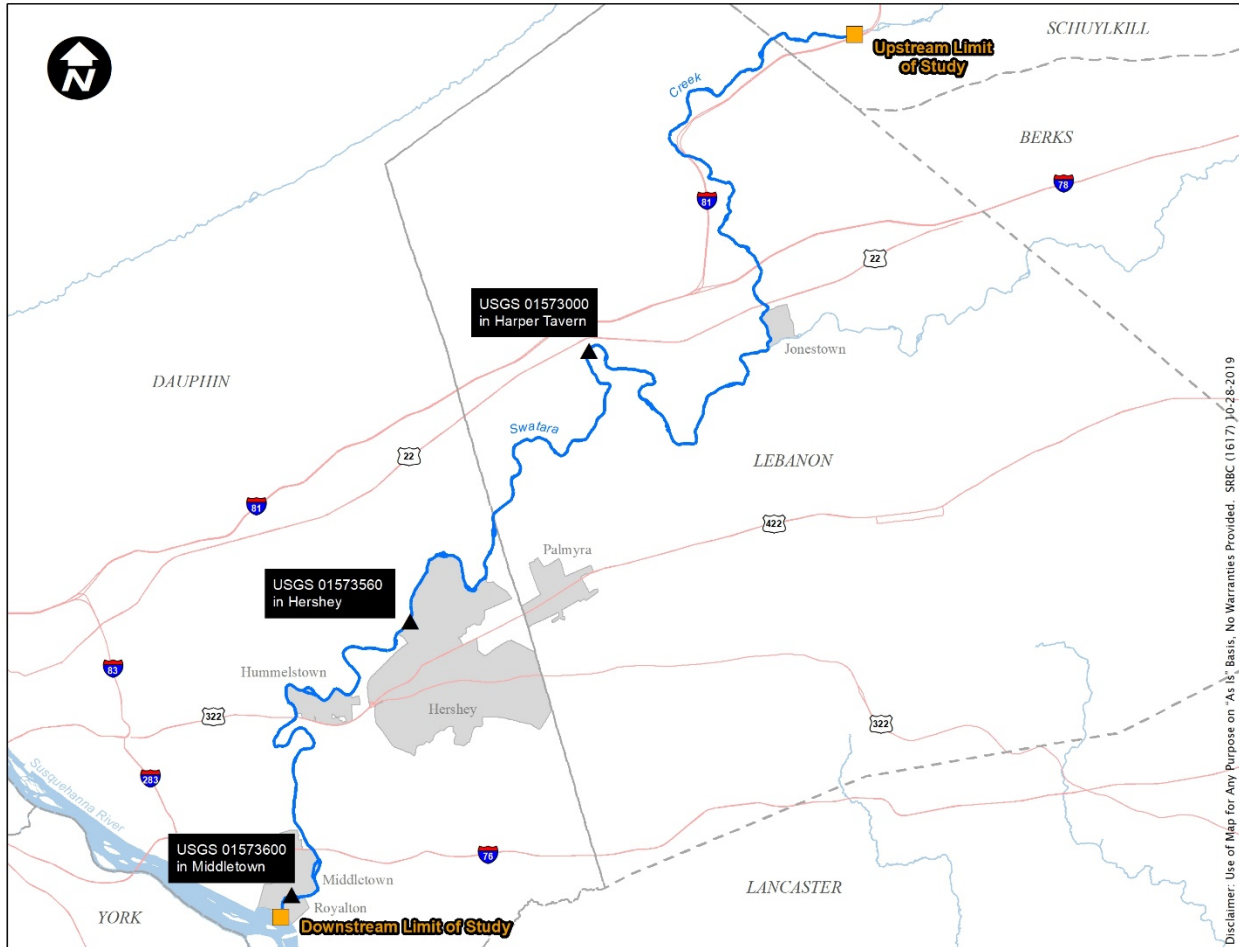 N
SCHUYLKILL
Upstream Limit
of Study
Creek
BERKS
78
81
22
USGS 01573000
in Harper Tavern
Jonestown
DAUPHIN
Swatara
22
LEBANON
81
422
Palmyra
USGS 01573560
in Hershey
83
Hummelstown
Hershey
322
322
283
Susquehanna River
USGS 01573600
in Middletown
76
Middletown
LANCASTER
Royalton
YORK
Downstream Limit of Study
Disclaimer: Use of Map for Any Purpose on "As Is" Basis, No Warranties Provided. SRBC (1617) 10-28-2019